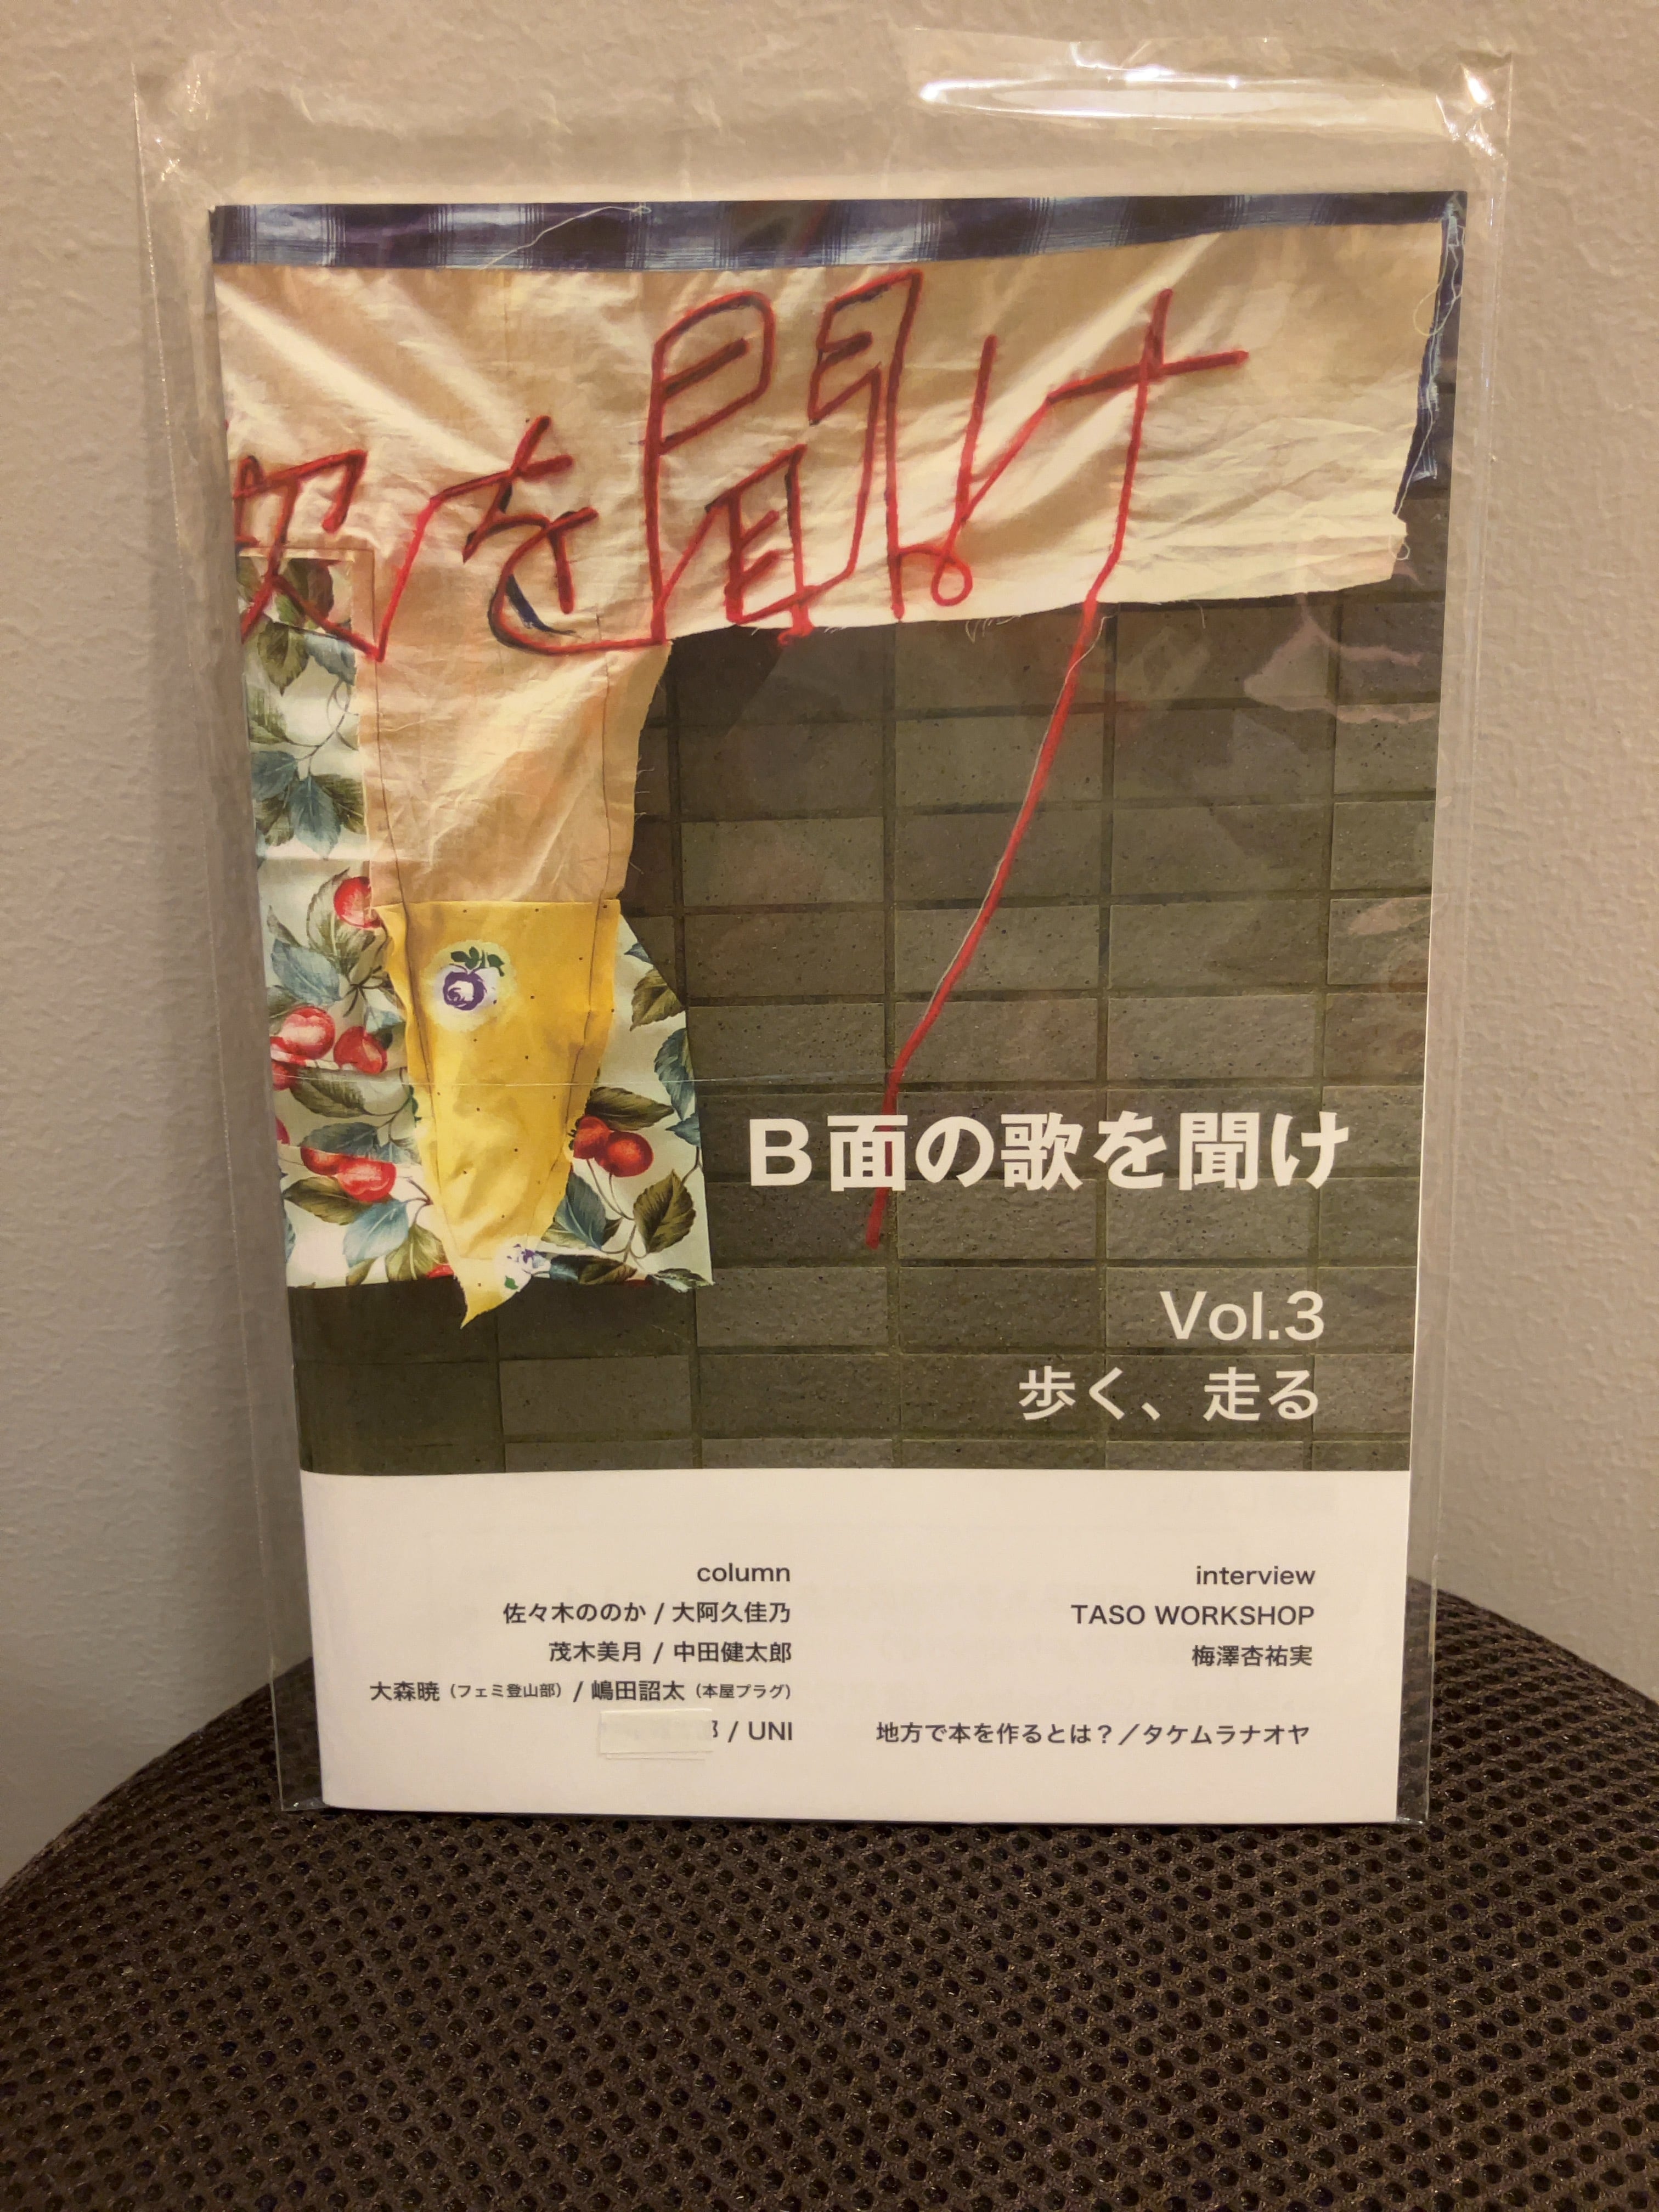 を聞け
B面の歌を聞け
Vol.3
歩く、走る
column
佐々木ののか / 大阿久佳乃
茂木美月 / 中田健太郎
大森暁（フェミ登山部）/ 嶋田詔太（本屋プラグ）
/ UNI
interview
TASO WORKSHOP
梅澤杏祐実
地方で本を作るとは？／タケムラナオヤ